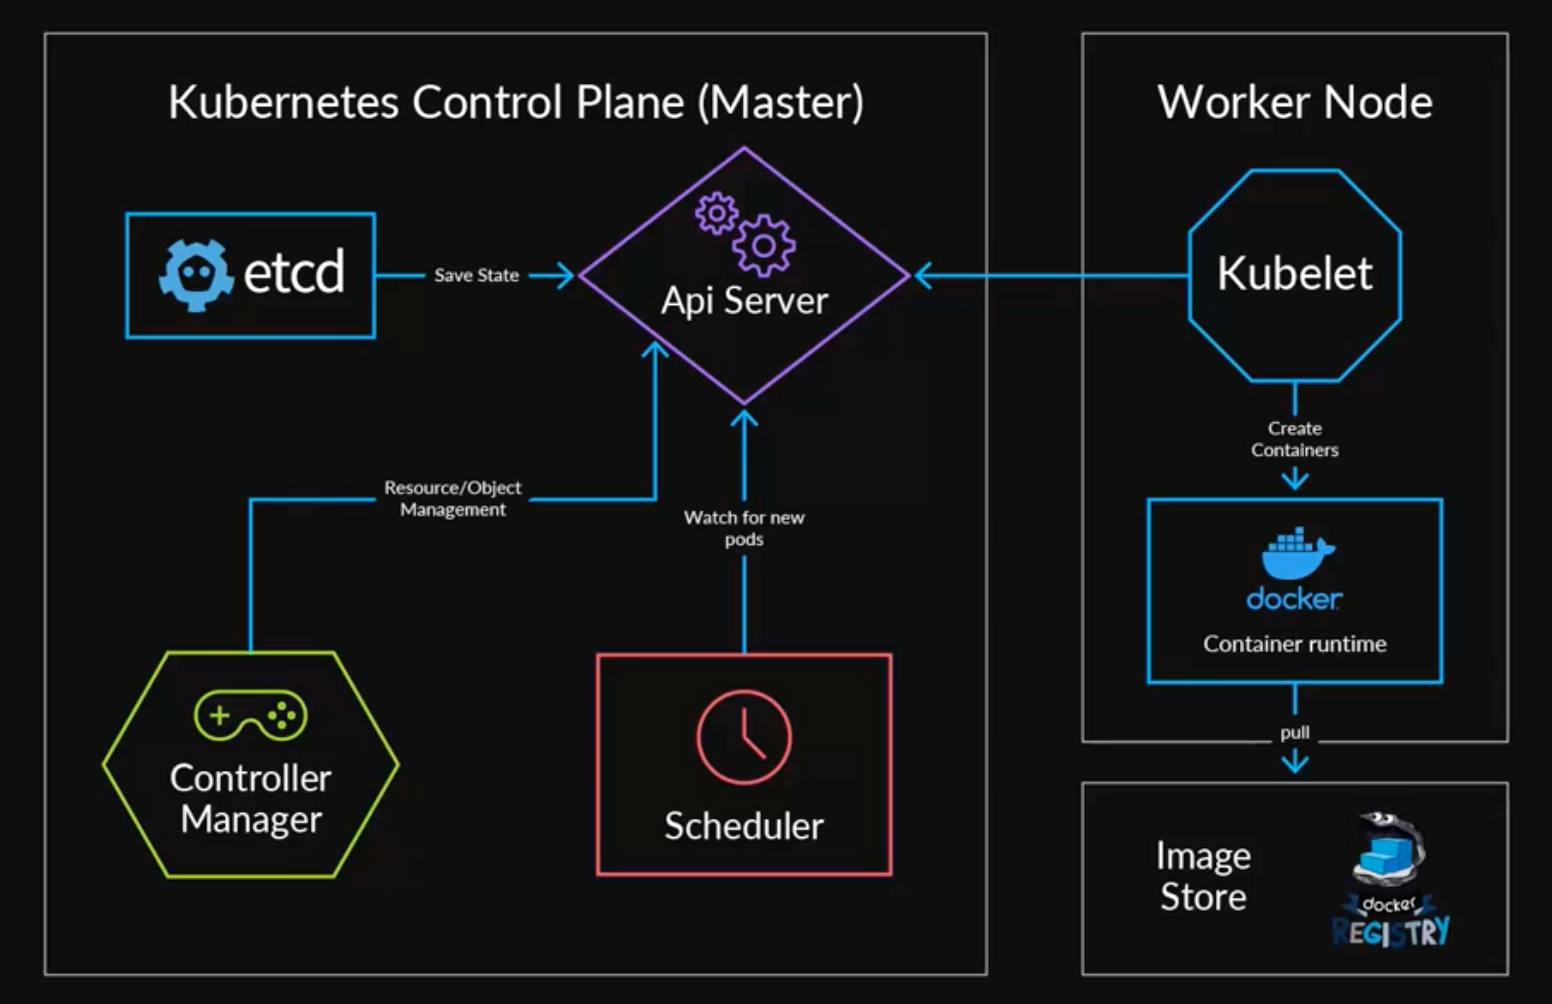 Kubernetes Control Plane (Master)
etcd
Save State
Api Server
Resource/Object
Management
Watch for new
pods
Controller
Manager
Scheduler
Worker Node
Kubelet
Create
Containers
docker
Container runtime
pull
Image
Store
docker
REGISTRY